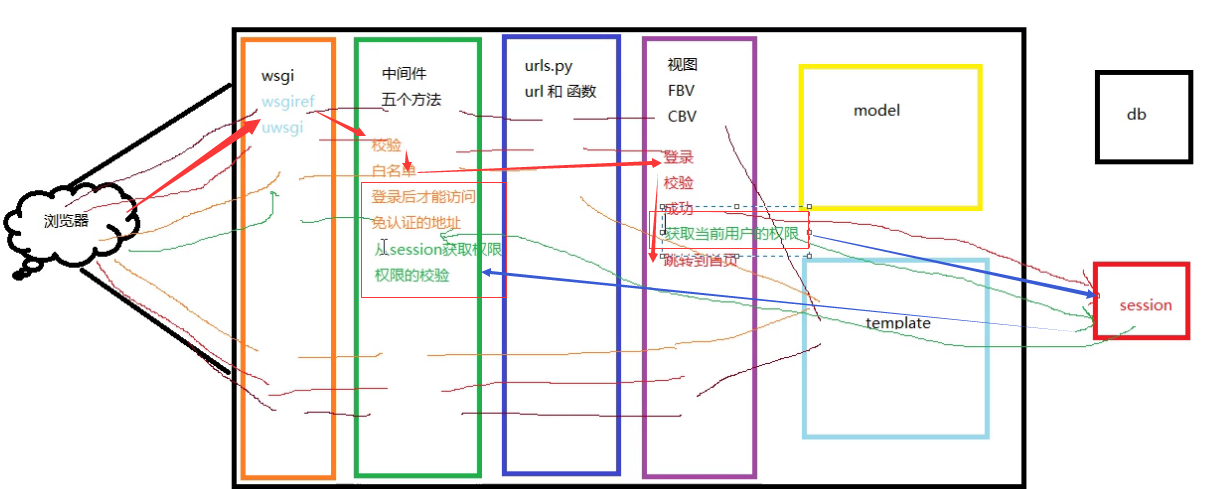 浏览器
wsgi
wsgiref
uwsgi
中间件
五个方法
校验
白名单
登录后才能访问
免认证的地址
从session获取权限
权限的校验
urls.py
url 和 函数
视图
FBV
CBV
登录
校验
成功
获取当前用户的权限
跳转到首页
model
template
db
session